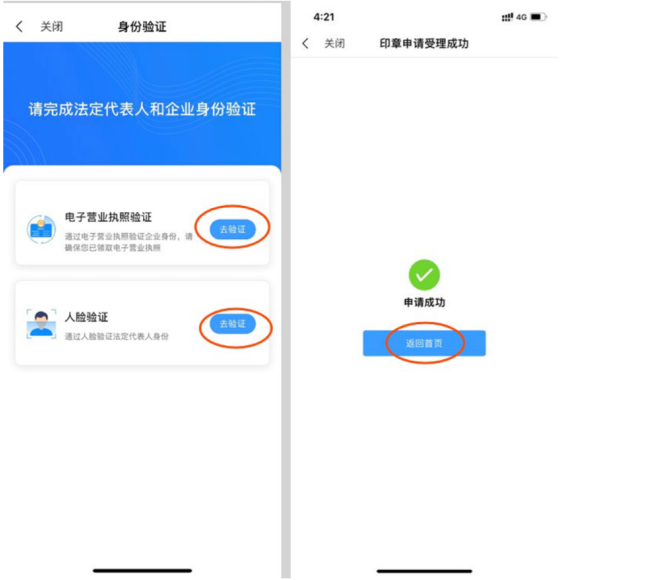 关闭
身份验证
请完成法定代表人和企业身份验证
电子营业执照验证
通过电子营业执照验证企业身份，请
确保您已领取电子营业执照
去验证
人脸验证
通过人脸验证法定代表人身份
去验证
4:21
4G
关闭
印章申请受理成功
申请成功
返回首页